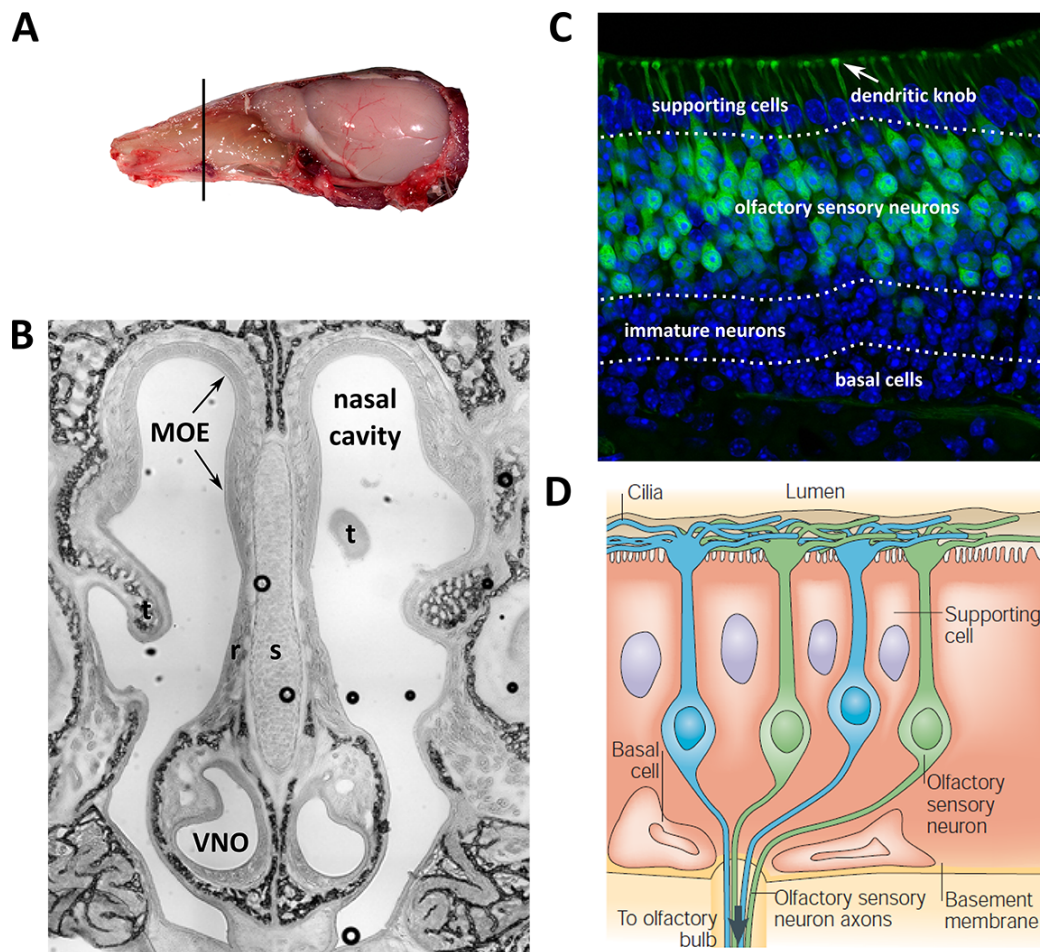 A
B
MOE
nasal
cavity
t
t
r
s
VNO
C
dendritic knob
supporting cells
olfactory sensory neurons
immature neurons
basal cells
D
Cilia
Lumen
Supporting
cell
Basal
cell
Olfactory
sensory
neuron
To olfactory
bulb
Olfactory sensory
neuron axons
Basement
membrane